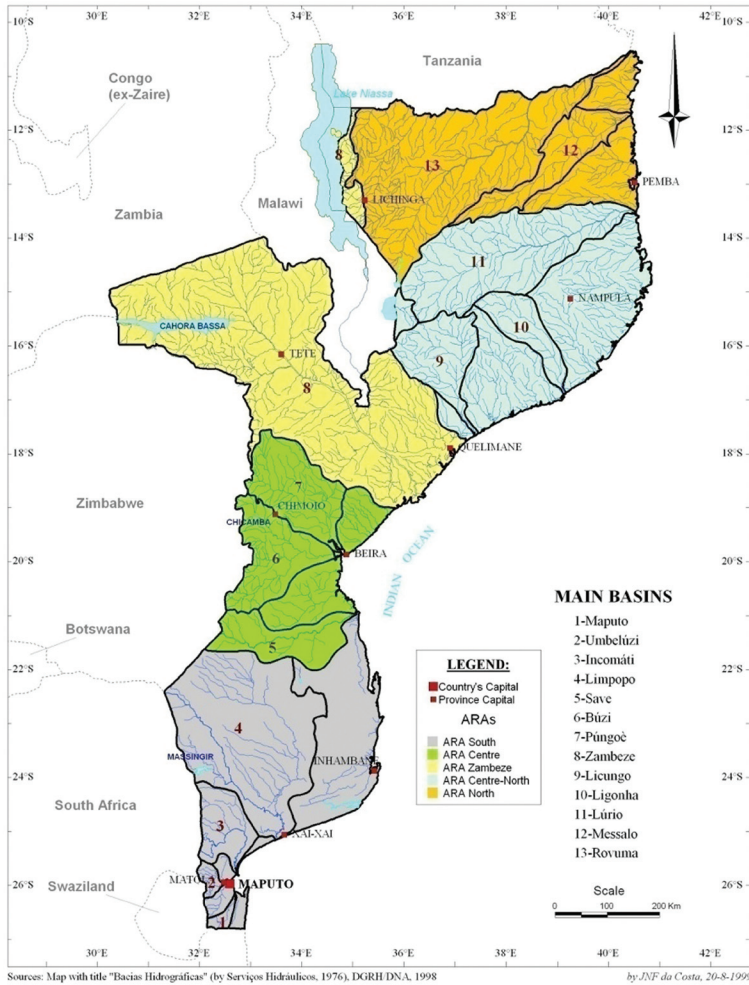 32°E 34°E 36°E 38°E 40°E 42°E
10°S 10°S
Tanzania
Congo
(ex-Zaire)
Lake Niassa
12°S 12°S
8 13 12
PEMBA
LICHINGA
Zambia Malawi
14°S 14°S
11
NAMPULA
CAHORA BASSA 10
16°S 16°S
TETE 9
8
QUELIMANE
18°S 18°S
7
Zimbabwe
CHIMOIO
CHICAMBA
6 BEIRA
20°S 20°S
INDIAN OCEAN
Botswana
5
22°S 22°S
4
MASSINGIR
INHAMBANE
24°S 24°S
South Africa
3
XAI-XAI
Swaziland
MATOLA 2 MAPUTO
26°S 26°S
1
MAIN BASINS
1-Maputo
2-Umbelúzi
3-Incomáti
4-Limpopo
5-Save
6-Búzi
7-Púngoè
8-Zambeze
9-Licungo
10-Ligonha
11-Lúrio
12-Messalo
13-Rovuma
LEGEND:
Country's Capital
Province Capital
ARAs
ARA South
ARA Centre
ARA Zambeze
ARA Centre-North
ARA North
Scale
0 100 200 Km
32°E 34°E 36°E 38°E 40°E 42°E
Sources: Map with title "Bacias Hidrográficas" (by Serviços Hidráulicos, 1976), DGRH/DNA, 1998
by JNF da Costa, 20-8-1999